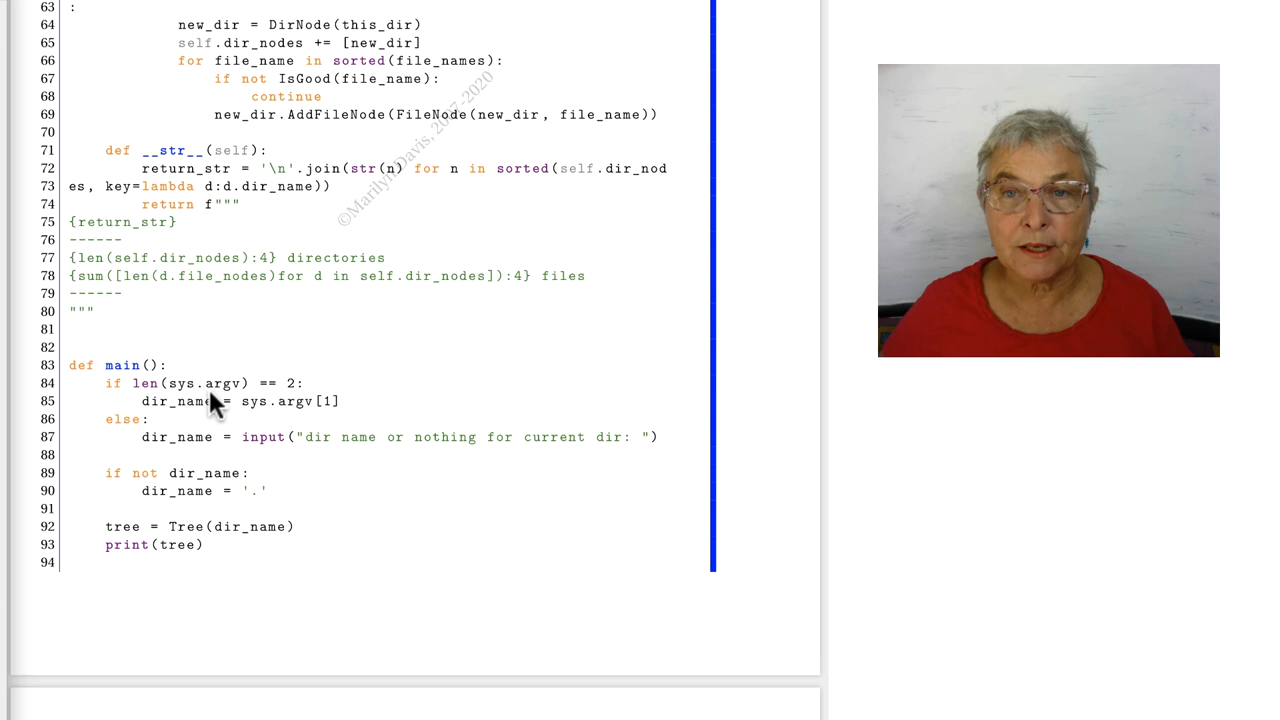 63 :
64 new_dir = DirNode(this_dir)
65 self.dir_nodes += [new_dir]
66 for file_name in sorted(file_names):
67 if not IsGood(file_name):
68 continue
69 new_dir.AddFileNode(FileNode(new_dir, file_name))
70
71 def __str__(self):
72 return_str = '\n'.join(str(n) for n in sorted(self.dir_nod
73 es, key=lambda d:d.dir_name))
74 return f"""
75 {return_str}
76 ------
77 {len(self.dir_nodes):4} directories
78 {sum([len(d.file_nodes)for d in self.dir_nodes]):4} files
79 ------
80 """
81
82
83 def main():
84 if len(sys.argv) == 2:
85 dir_name = sys.argv[1]
86 else:
87 dir_name = input("dir name or nothing for current dir: ")
88
89 if not dir_name:
90 dir_name = '.'
91
92 tree = Tree(dir_name)
93 print(tree)
94
©Marilyn Davis, 2007-2020